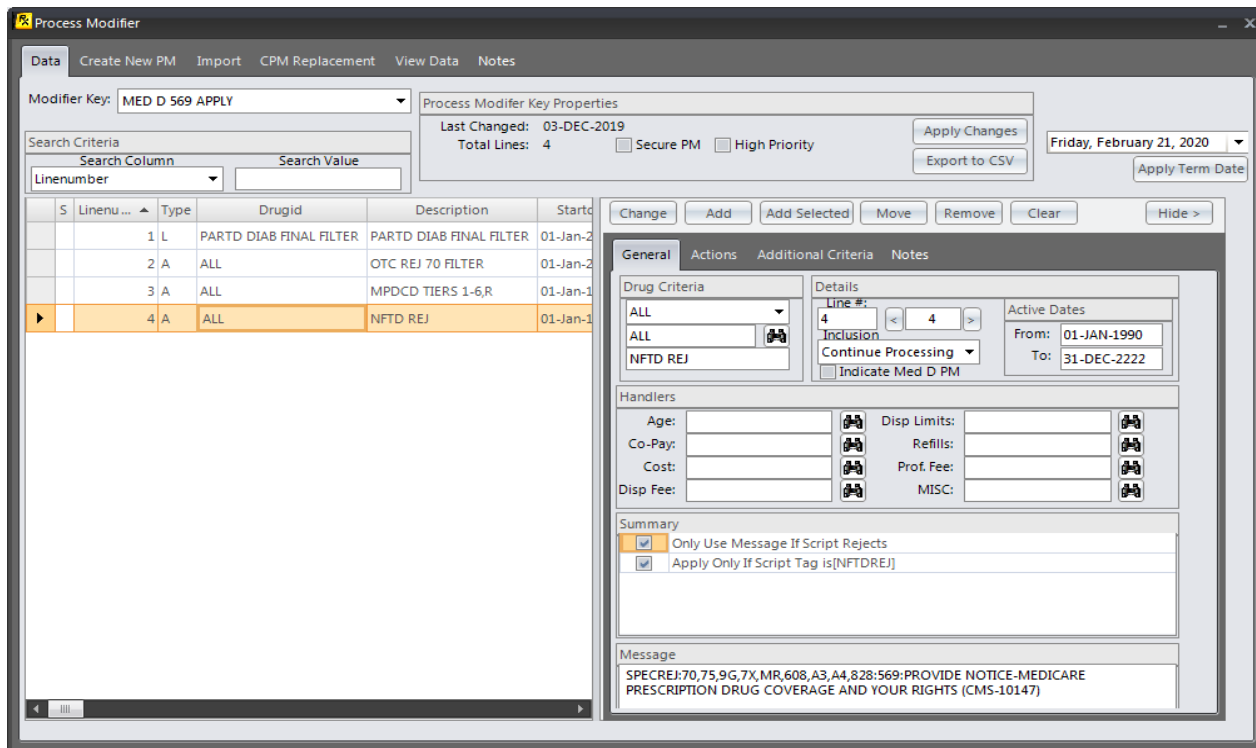 Process Modifier
Data Create New PM Import CPM Replacement View Data Notes
Modifier Key: MED D 569 APPLY
Process Modifer Key Properties
Last Changed: 03-DEC-2019
Total Lines: 4 Secure PM High Priority
Apply Changes
Export to CSV
Friday, February 21, 2020
Apply Term Date
Search Criteria
Search Column Search Value
Linenumber
S Linenu ... Type Drugid Description Startd
1 L PARTD DIAB FINAL FILTER PARTD DIAB FINAL FILTER 01-Jan-2
2 A ALL OTC REJ 70 FILTER 01-Jan-2
3 A ALL MPDCD TIERS 1-6,R 01-Jan-1
4 A ALL NFTD REJ 01-Jan-1
Change Add Add Selected Move Remove Clear Hide >
General Actions Additional Criteria Notes
Drug Criteria
ALL
ALL
NFTD REJ
Details
Line #:
4 < 4 >
Inclusion
Continue Processing
Indicate Med D PM
Active Dates
From: 01-JAN-1990
To: 31-DEC-2222
Handlers
Age: Disp Limits:
Co-Pay: Refills:
Cost: Prof. Fee:
Disp Fee: MISC:
Summary
Only Use Message If Script Rejects
Apply Only If Script Tag is[NFTDREJ]
Message
SPECREJ:70,75,9G,7X,MR,608,A3,A4,828:569:PROVIDE NOTICE-MEDICARE
PRESCRIPTION DRUG COVERAGE AND YOUR RIGHTS (CMS-10147)